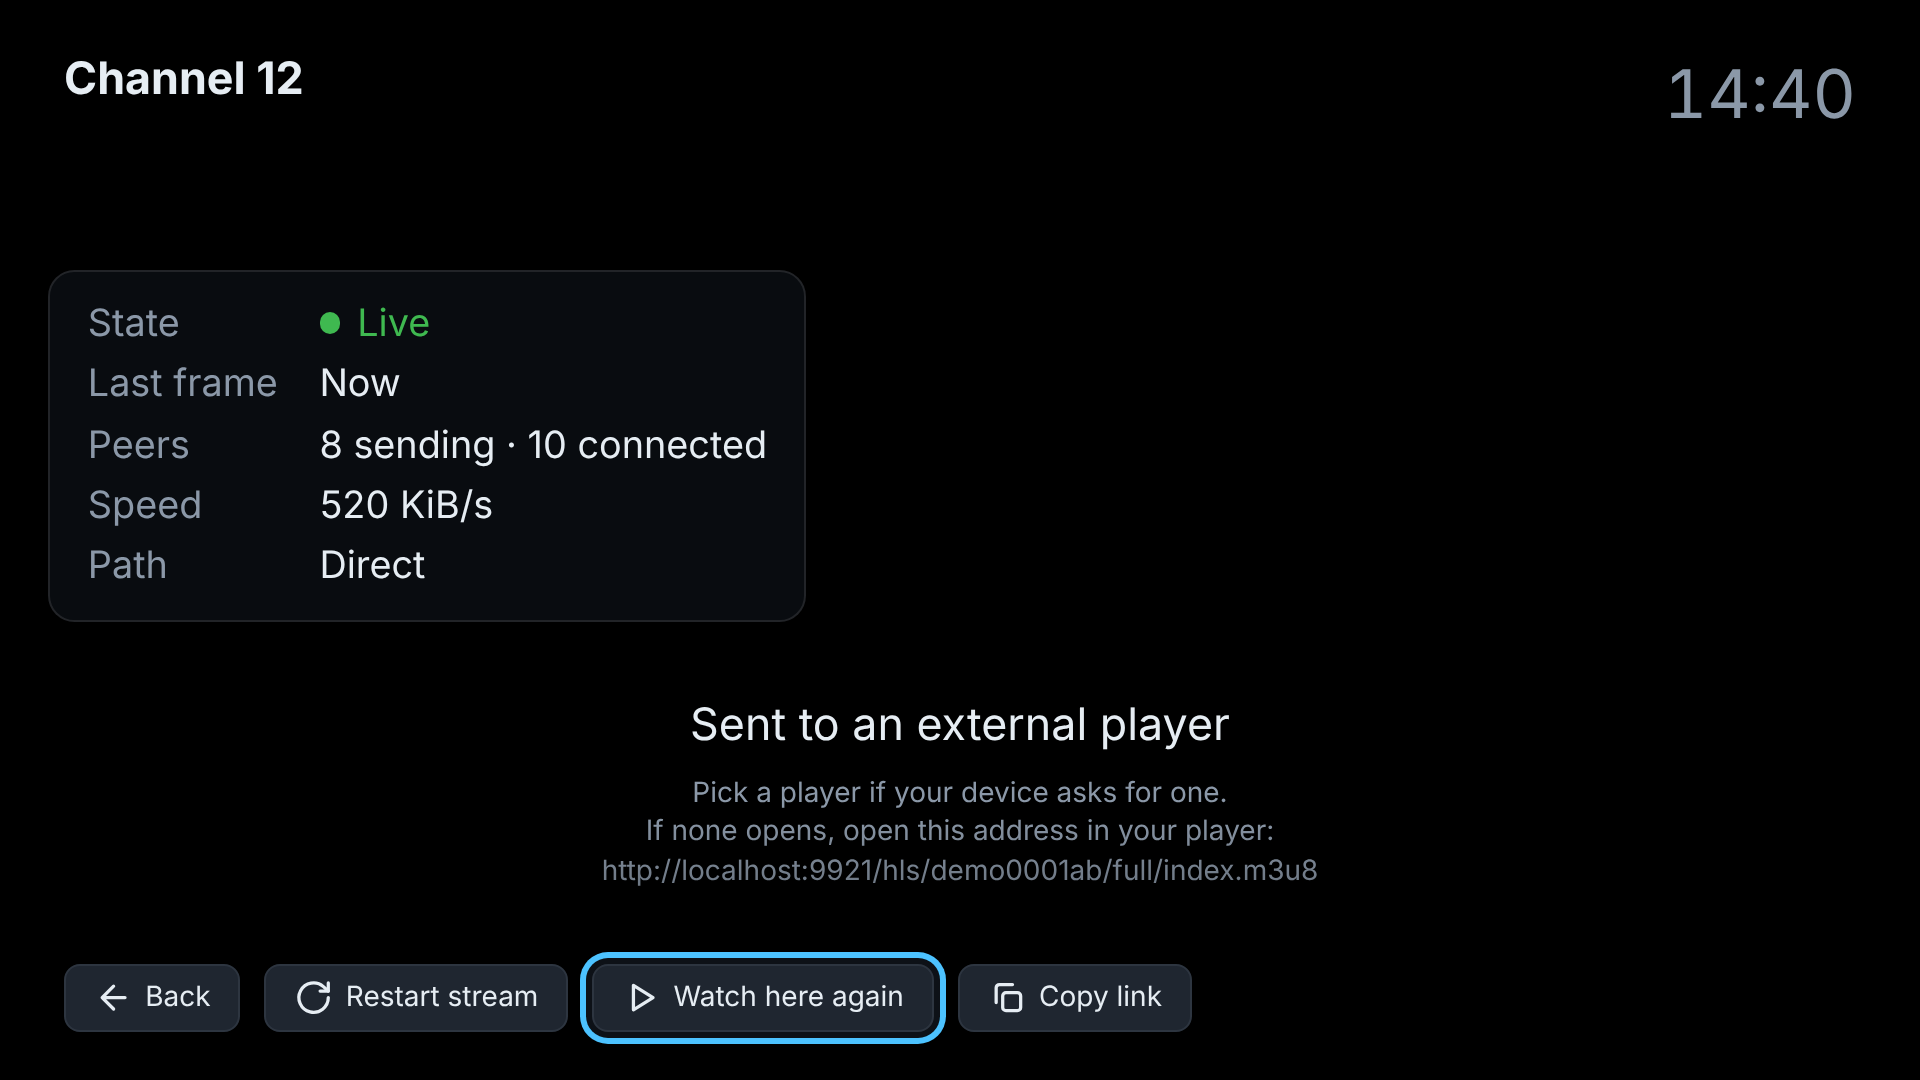 Channel 12
14:40
State Live
Last frame Now
Peers 8 sending · 10 connected
Speed 520 KiB/s
Path Direct
Sent to an external player
Pick a player if your device asks for one.
If none opens, open this address in your player:
http://localhost:9921/hls/demo0001ab/full/index.m3u8
Back Restart stream Watch here again Copy link